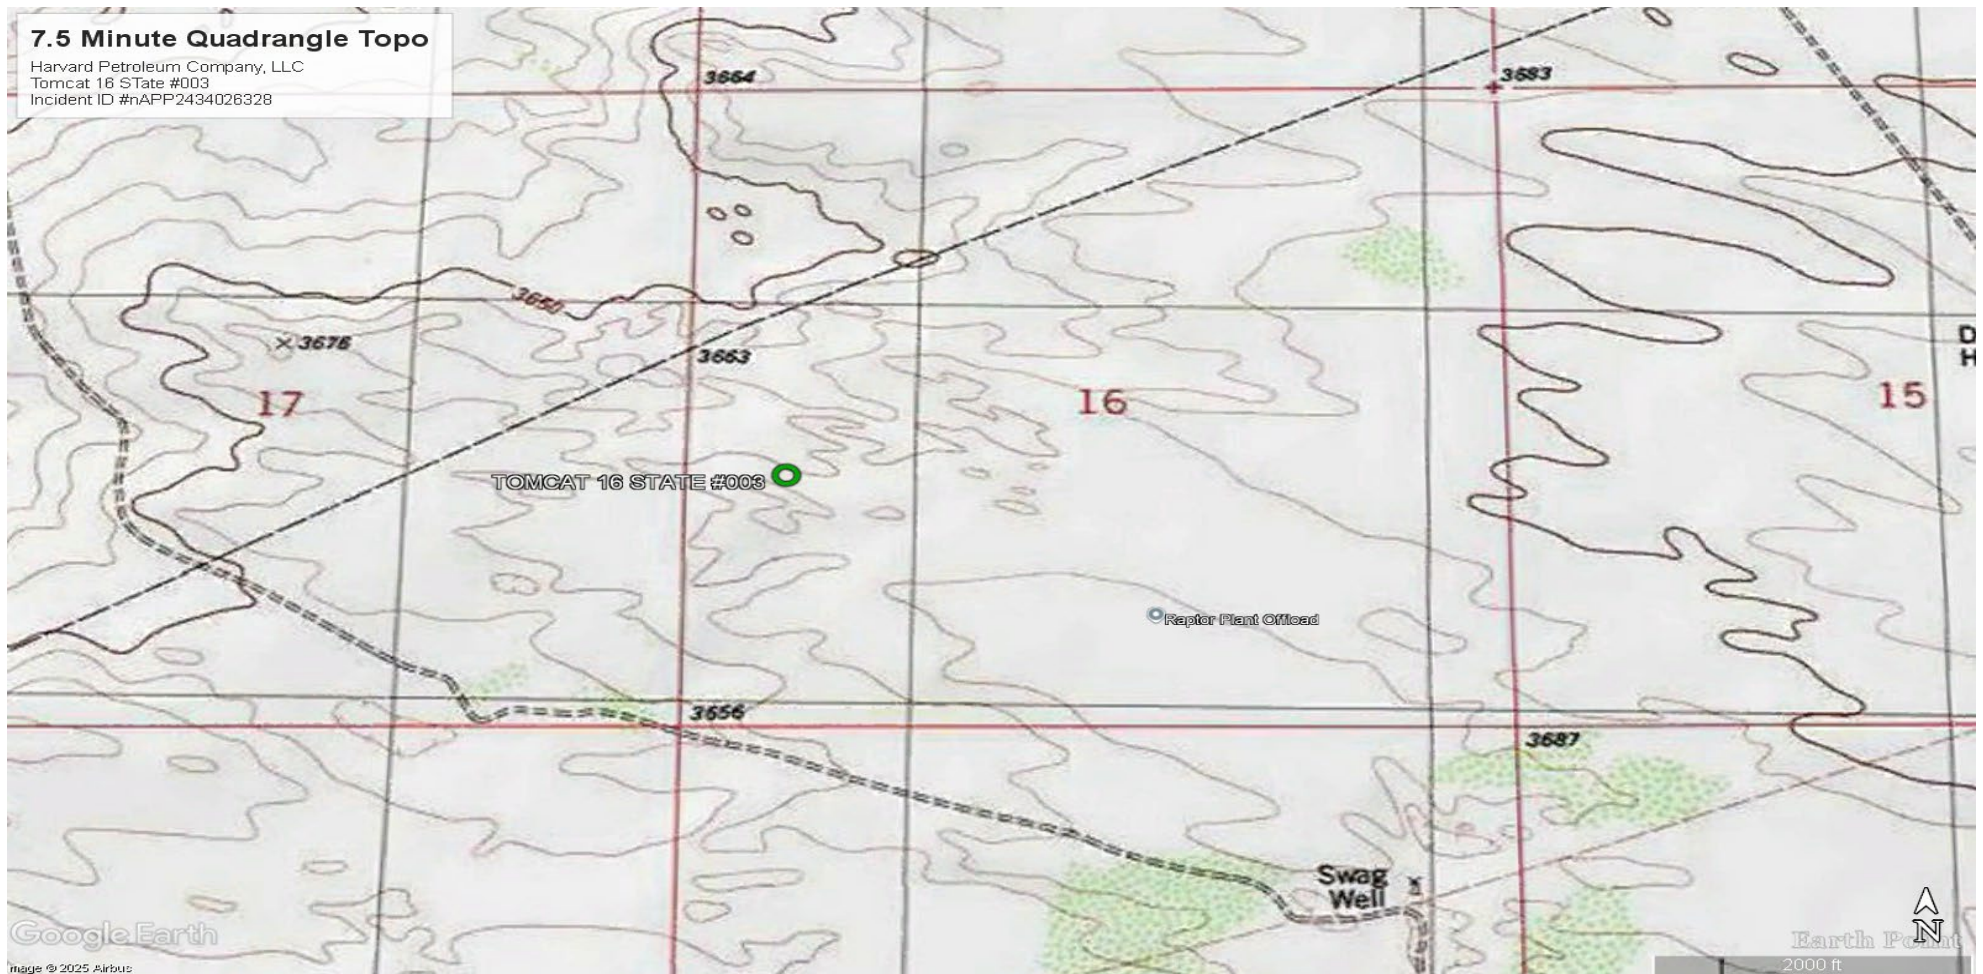 7.5 Minute Quadrangle Topo
Harvard Petroleum Company, LLC
Tomcat 16 STate #003
Incident ID #nAPP2434026328
3664
3683
3650
3676
3663
17
16
15
D
H
TOMCAT 16 STATE #003
Raptor Plant Offload
3656
3687
Swag
Well
Google Earth
N
Earth Point
mage © 2025 Airbus
2000 ft